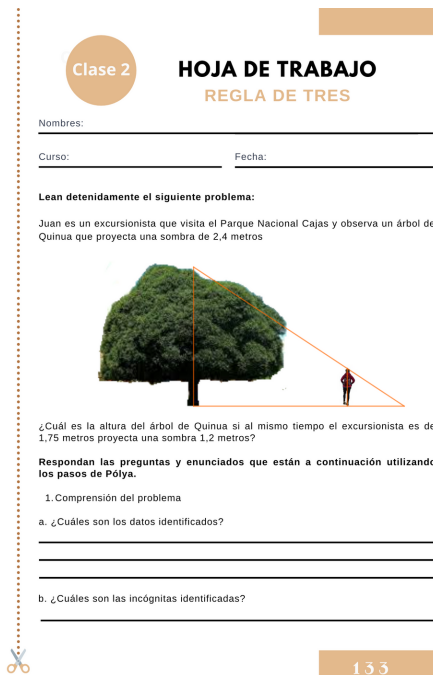 Clase 2
HOJA DE TRABAJO
REGLA DE TRES
Nombres:
Curso:
Fecha:
Lean detenidamente el siguiente problema:
Juan es un excursionista que visita el Parque Nacional Cajas y observa un árbol de
Quinua que proyecta una sombra de 2,4 metros
¿Cuál es la altura del árbol de Quinua si al mismo tiempo el excursionista es de
1,75 metros proyecta una sombra 1,2 metros?
Respondan las preguntas y enunciados que están a continuación utilizando
los pasos de Pólya.
1. Comprensión del problema
a. ¿Cuáles son los datos identificados?
b. ¿Cuáles son las incógnitas identificadas?
133